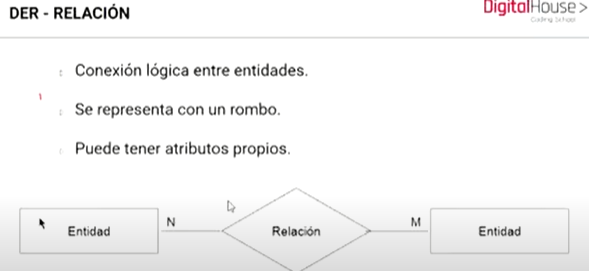 DER - RELACIÓN
DigitalHouse >
Coding School
Conexión lógica entre entidades.
Se representa con un rombo.
Puede tener atributos propios.
Entidad
N
Relación
M
Entidad